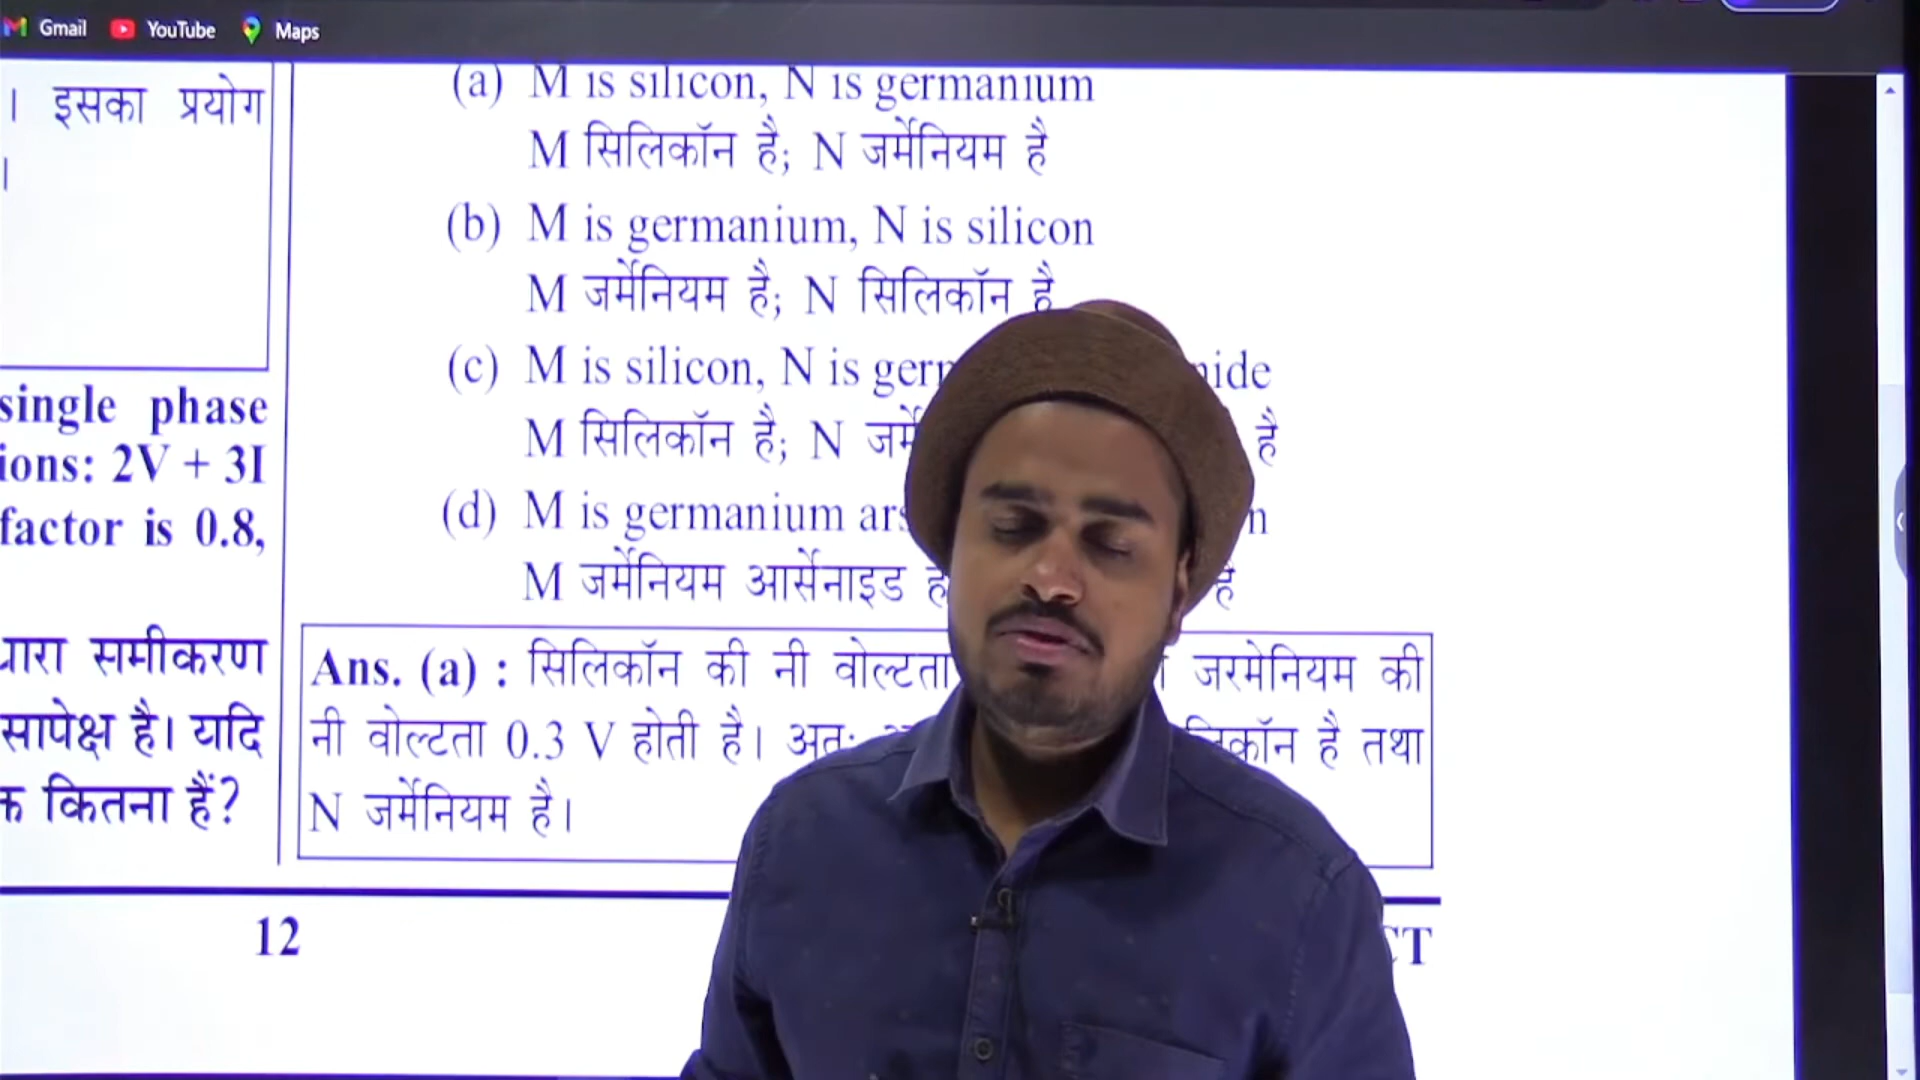 Gmail YouTube Maps
। इसका प्रयोग
।
single phase
ions: 2V + 3I
factor is 0.8,
समीकरण
सापेक्ष है। यदि
कितना हैं?
12
(a) M is silicon, N is germanium
M सिलिकॉन है; N जर्मेनियम है
(b) M is germanium, N is silicon
M जर्मेनियम है; N सिलिकॉन है
(c) M is silicon, N is
M सिलिकॉन है; N है
(d) M is germanium
M जर्मेनियम आर्सेनाइड है
Ans. (a) : सिलिकॉन की नी वोल्टता जरमेनियम की
नी वोल्टता 0.3 V होती है। अतः है तथा
N जर्मेनियम है।